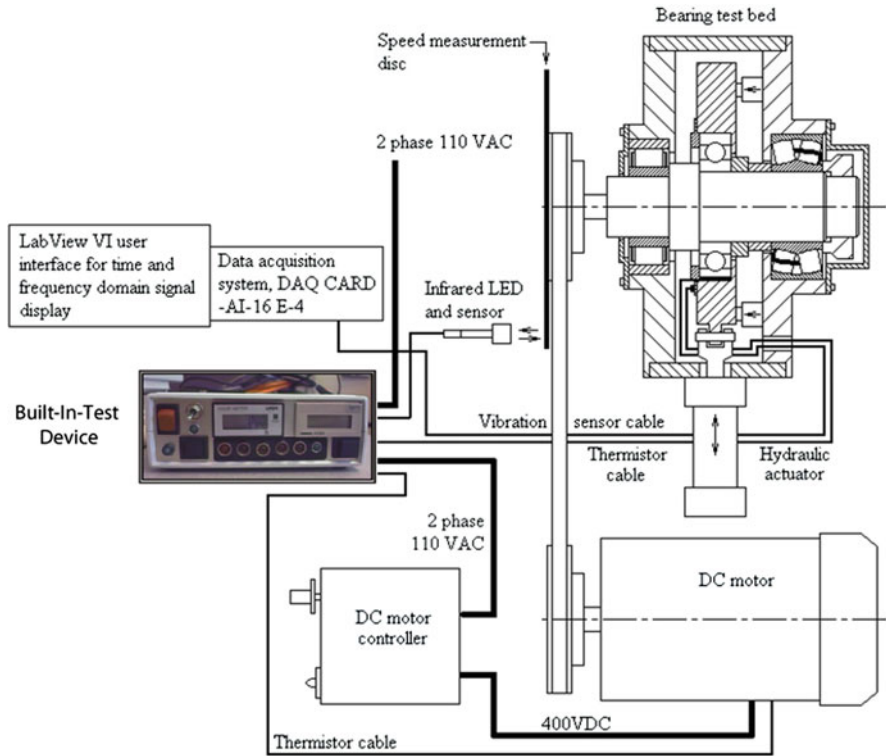 Bearing test bed
Speed measurement
disc
2 phase 110 VAC
LabView VI user
interface for time and
frequency domain signal
display
Data acquisition
system, DAQ CARD
-AI-16 E-4
Infrared LED
and sensor
Built-In-Test
Device
Vibration sensor cable
Thermistor
cable
Hydraulic
actuator
2 phase
110 VAC
DC motor
DC motor
controller
400VDC
Thermistor cable